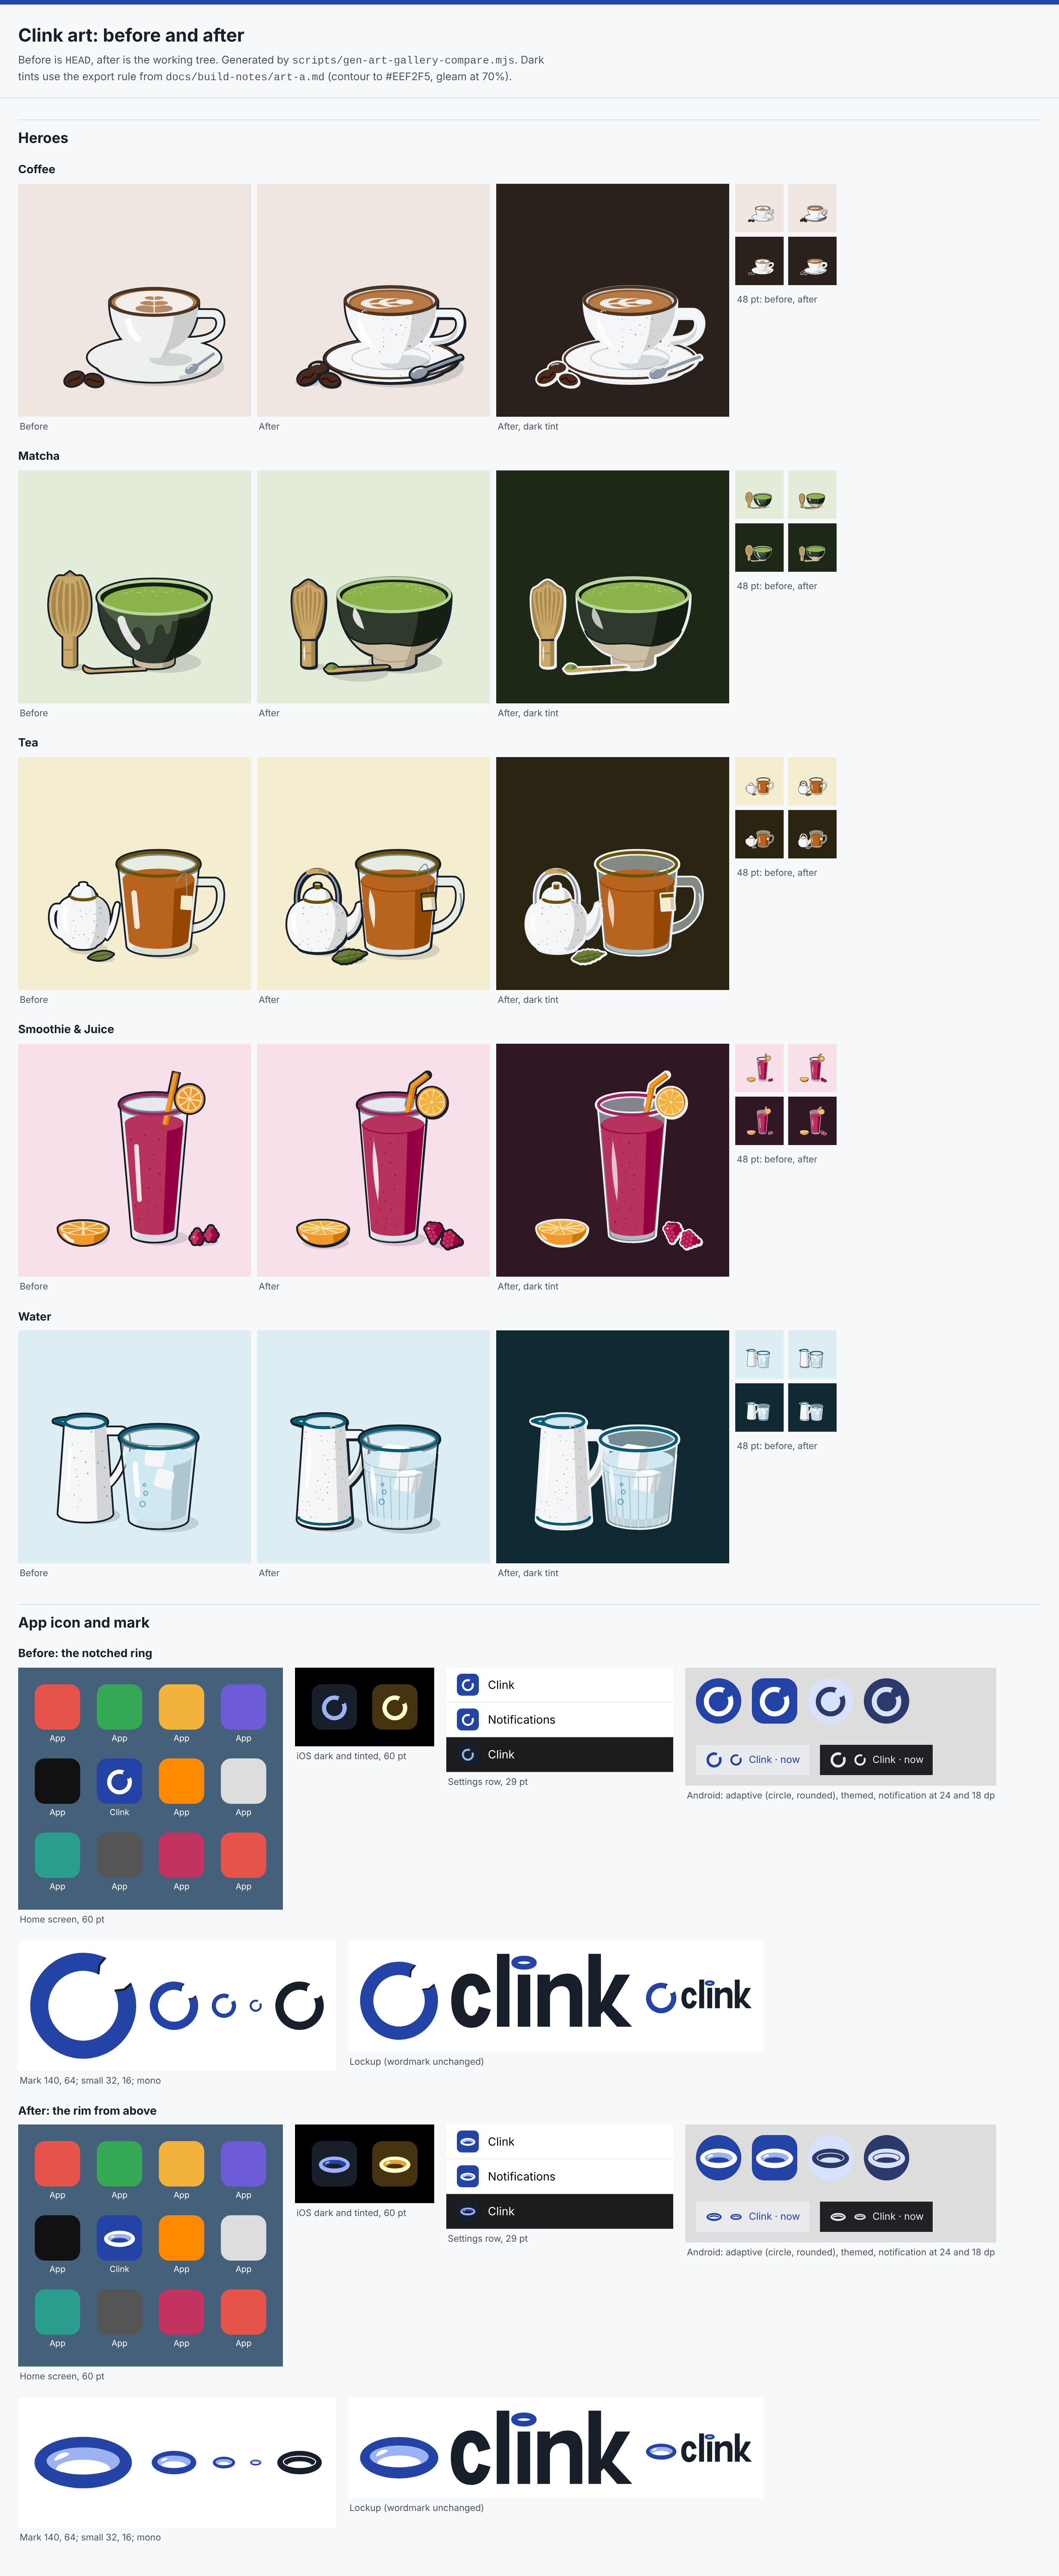 Clink art: before and after
Before is HEAD, after is the working tree. Generated by scripts/gen-art-gallery-compare.mjs. Dark
tints use the export rule from docs/build-notes/art-a.md (contour to #EEF2F5, gleam at 70%).
Heroes
Coffee
48 pt: before, after
Before
After
After, dark tint
Matcha
48 pt: before, after
Before
After
After, dark tint
Tea
48 pt: before, after
Before
After
After, dark tint
Smoothie & Juice
48 pt: before, after
Before
After
After, dark tint
Water
48 pt: before, after
Before
After
After, dark tint
App icon and mark
Before: the notched ring
App
App
App
App
App
Clink
App
App
App
App
App
App
Home screen, 60 pt
iOS dark and tinted, 60 pt
Clink
Notifications
Clink
Settings row, 29 pt
Clink · now
Clink · now
Android: adaptive (circle, rounded), themed, notification at 24 and 18 dp
Mark 140, 64; small 32, 16; mono
clink
clink
Lockup (wordmark unchanged)
After: the rim from above
App
App
App
App
App
Clink
App
App
App
App
App
App
Home screen, 60 pt
iOS dark and tinted, 60 pt
Clink
Notifications
Clink
Settings row, 29 pt
Clink · now
Clink · now
Android: adaptive (circle, rounded), themed, notification at 24 and 18 dp
Mark 140, 64; small 32, 16; mono
clink
clink
Lockup (wordmark unchanged)